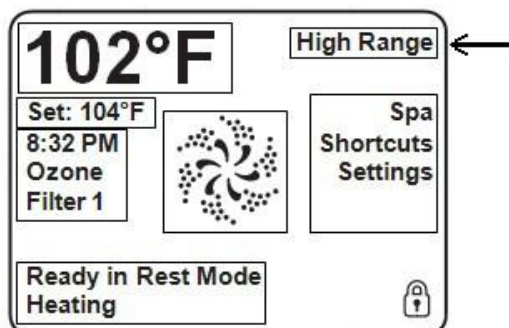 102°F
High Range
Set: 104°F
8:32 PM
Ozone
Filter 1
Spa
Shortcuts
Settings
Ready in Rest Mode
Heating